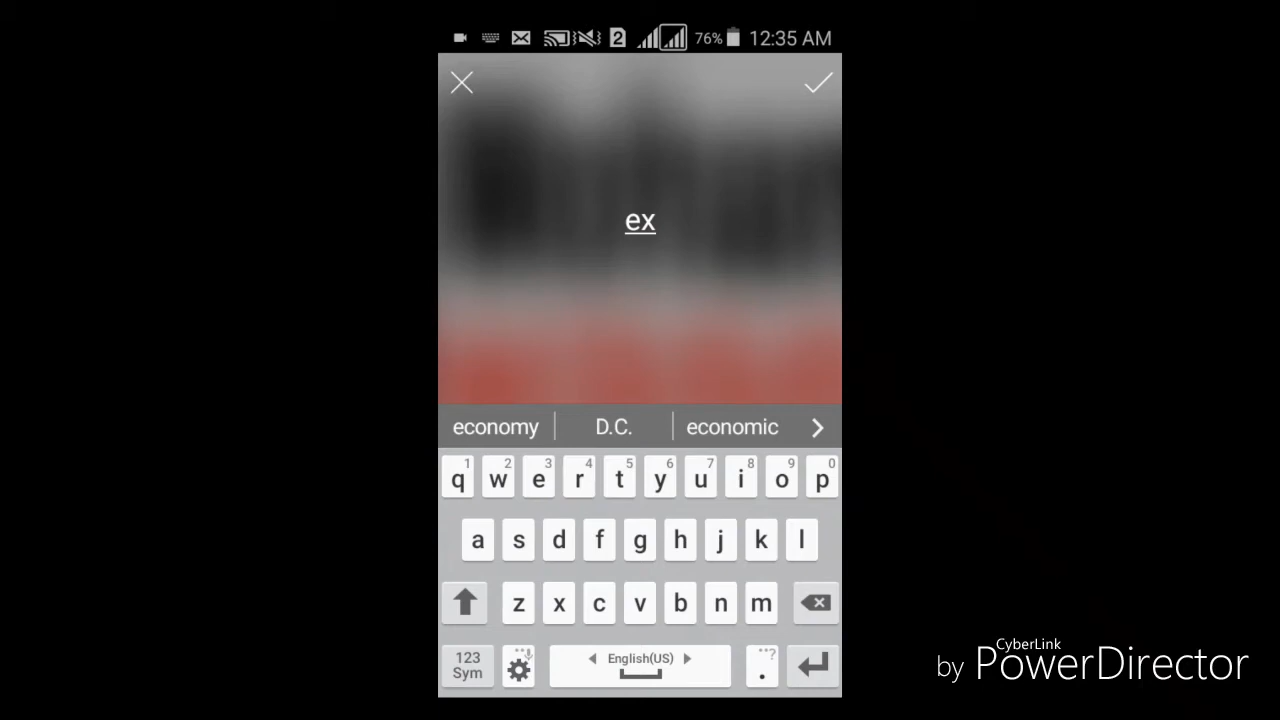 2 76% 12:35 AM
ex
economy D.C. economic
1 2 3 4 5 6 7 8 9 0
q w e r t y u i o p
a s d f g h j k l
z x c v b n m
123 Sym English(US) . ?
CyberLink
by PowerDirector